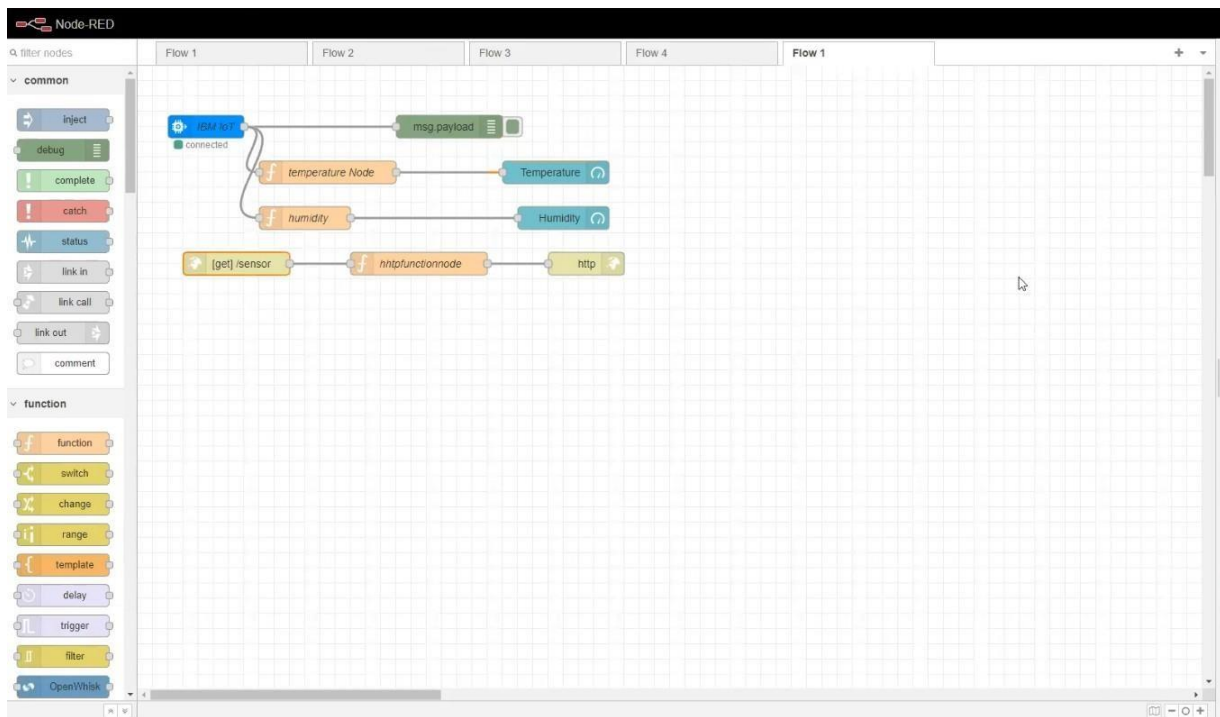 Node-RED
filter nodes
Flow 1
Flow 2
Flow 3
Flow 4
Flow 1
common
inject
debug
complete
catch
status
link in
link call
link out
comment
function
function
switch
change
range
template
delay
trigger
filter
OpenWhisk
IBM IoT
connected
msg.payload
temperature Node
Temperature
humidity
Humidity
[get] /sensor
hhtpfunctionnode
http